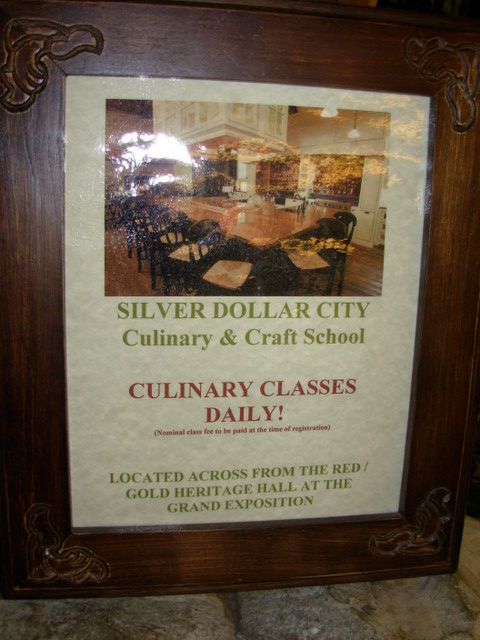 SILVER DOLLAR CITY
Culinary & Craft School
CULINARY CLASSES
DAILY!
(Nominal class fee to be paid at the time of registration)
LOCATED ACROSS FROM THE RED /
GOLD HERITAGE HALL AT THE
GRAND EXPOSITION